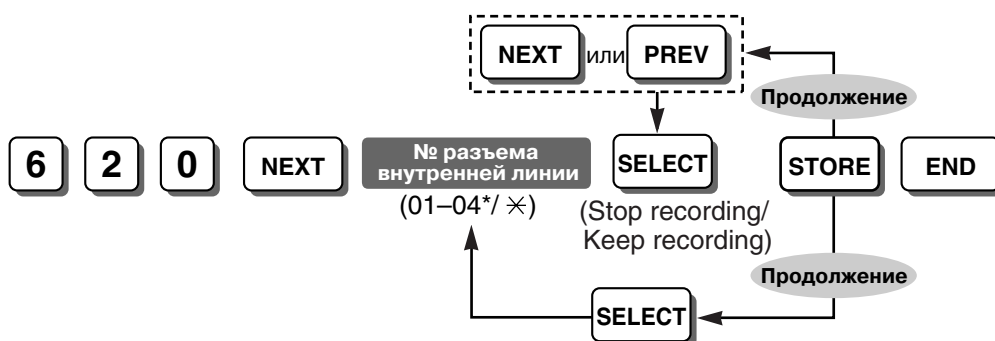 NEXT или PREV
Продолжение
6 2 0 NEXT № разъема внутренней линии SELECT STORE END
(01–04*/ ✳)
(Stop recording/
Keep recording)
Продолжение
SELECT